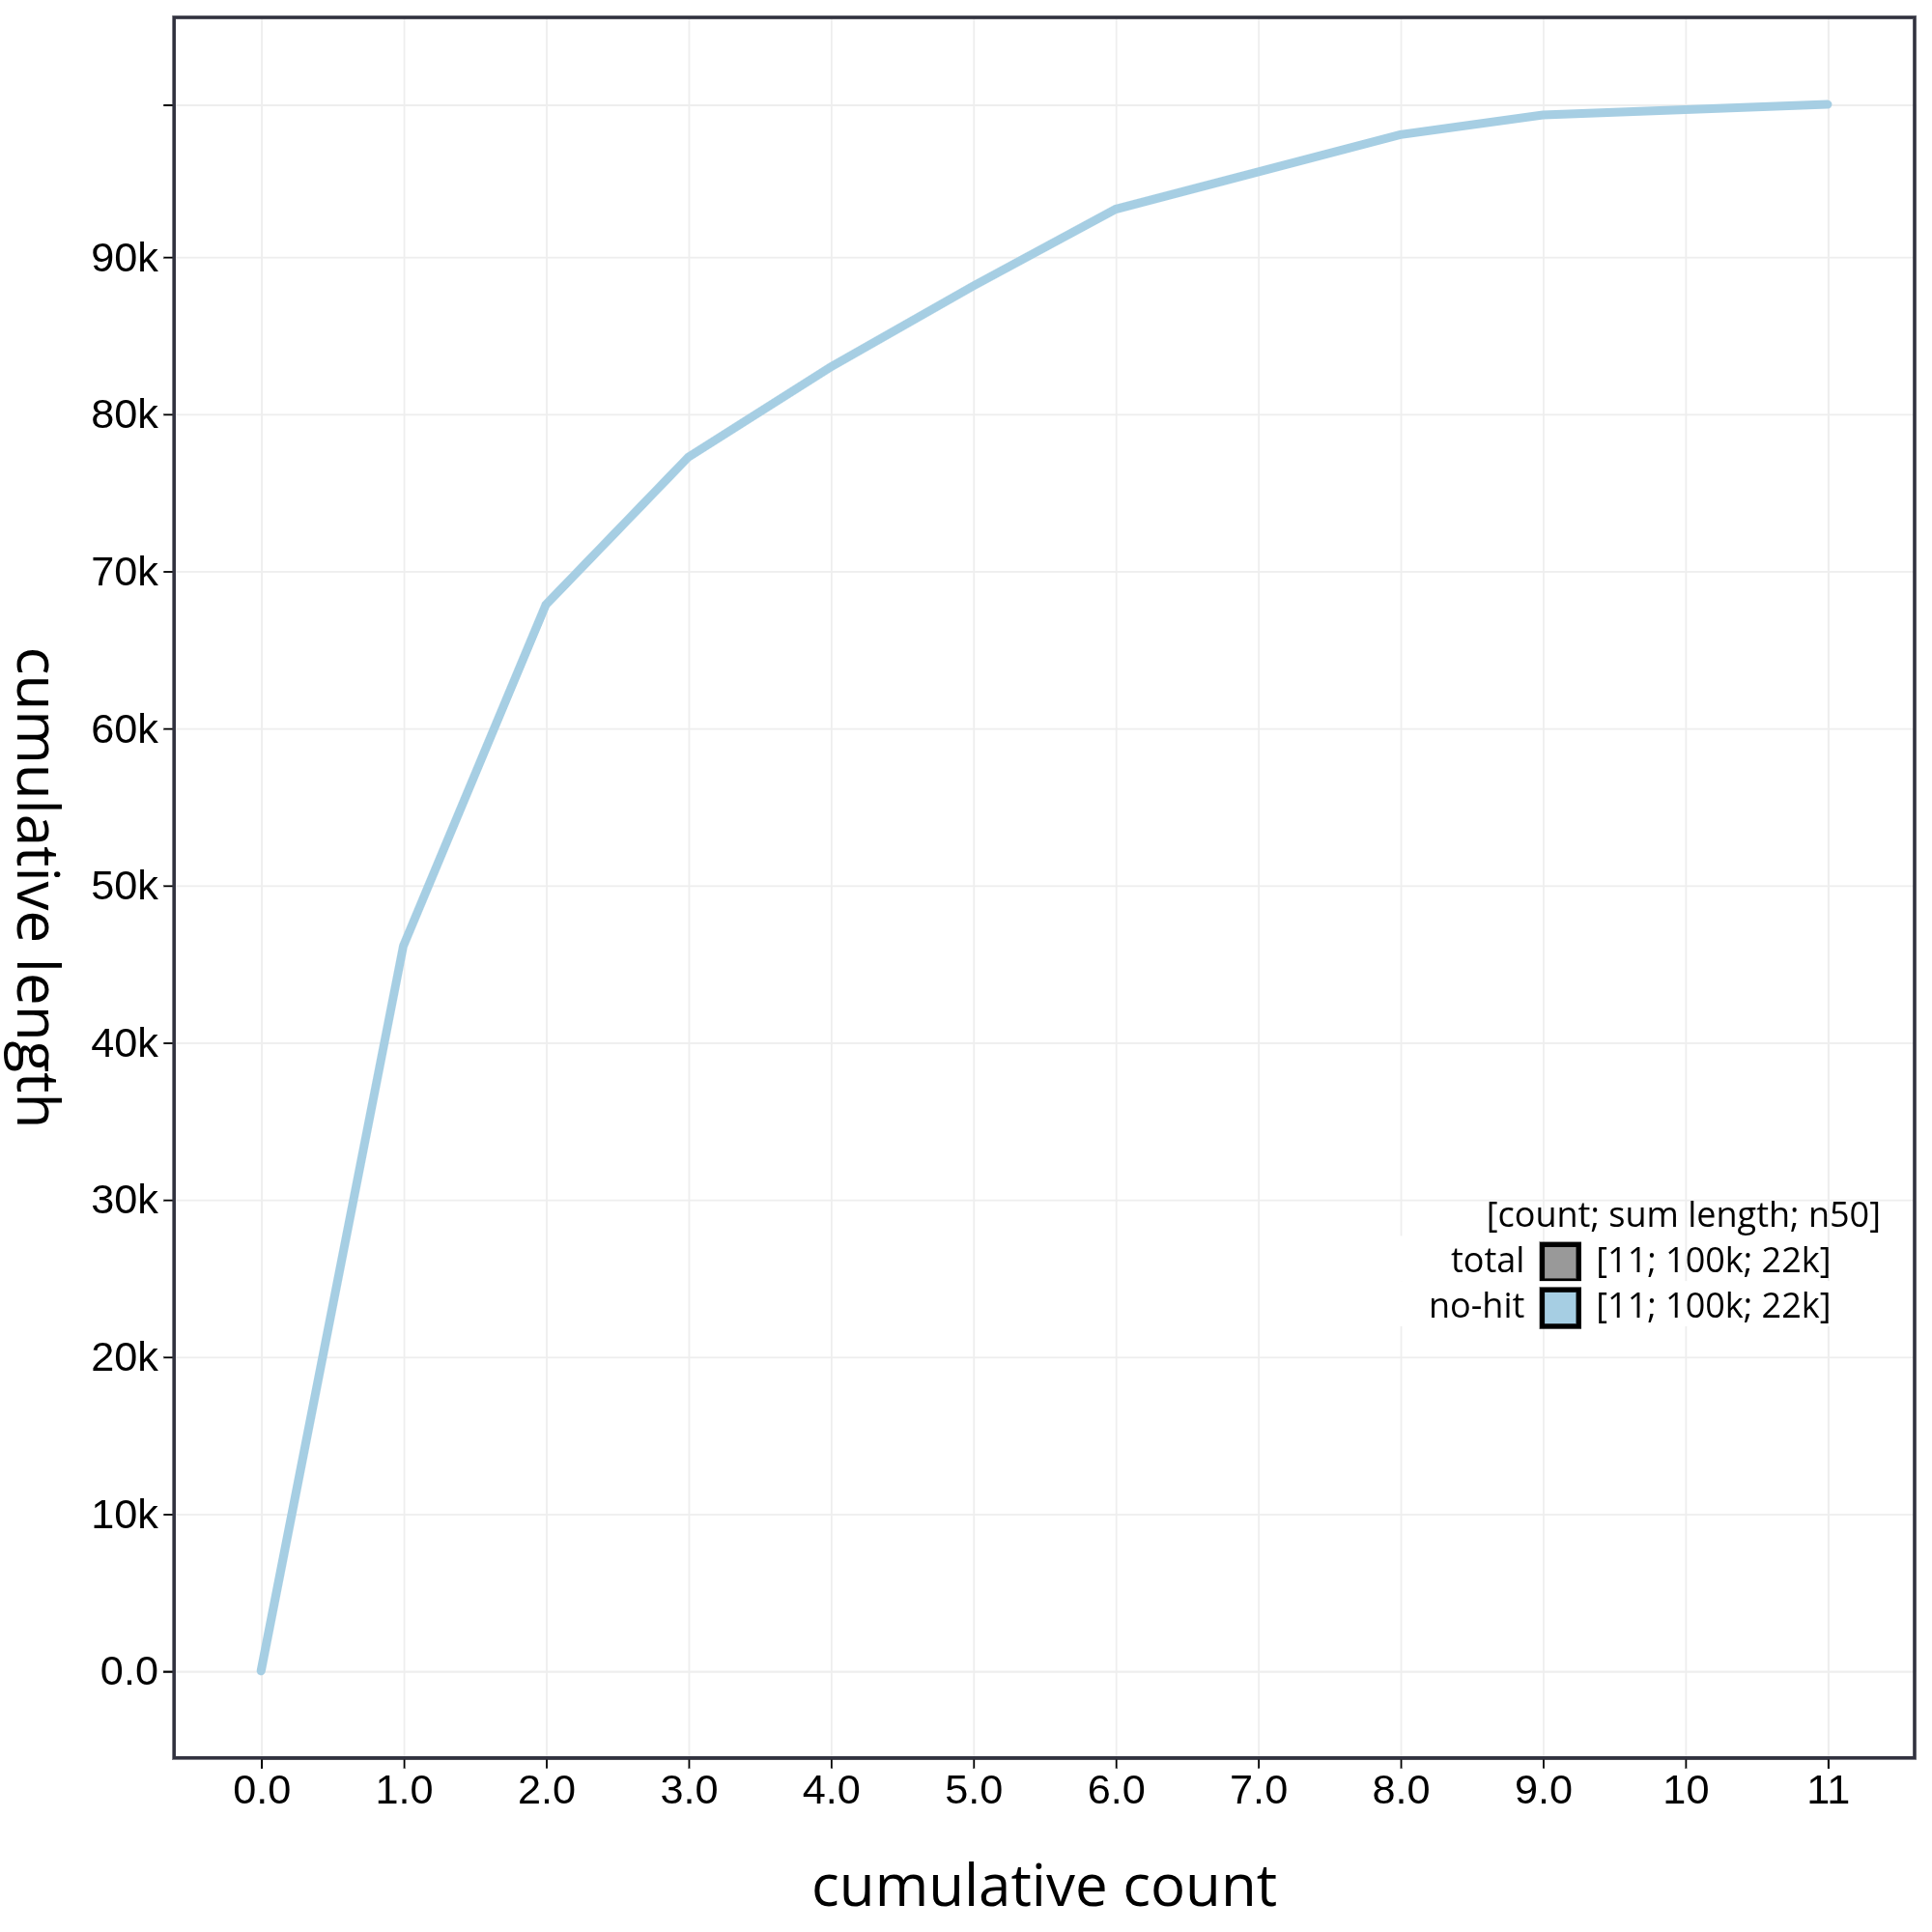 90k
80k
70k
60k
50k
40k
30k
20k
10k
0.0
cumulative length
[count; sum length; n50]
total [11; 100k; 22k]
no-hit [11; 100k; 22k]
0.0 1.0 2.0 3.0 4.0 5.0 6.0 7.0 8.0 9.0 10 11
cumulative count